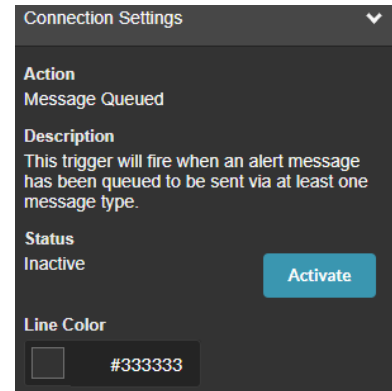 Connection Settings
Action
Message Queued
Description
This trigger will fire when an alert message
has been queued to be sent via at least one
message type.
Status
Inactive
Activate
Line Color
#333333